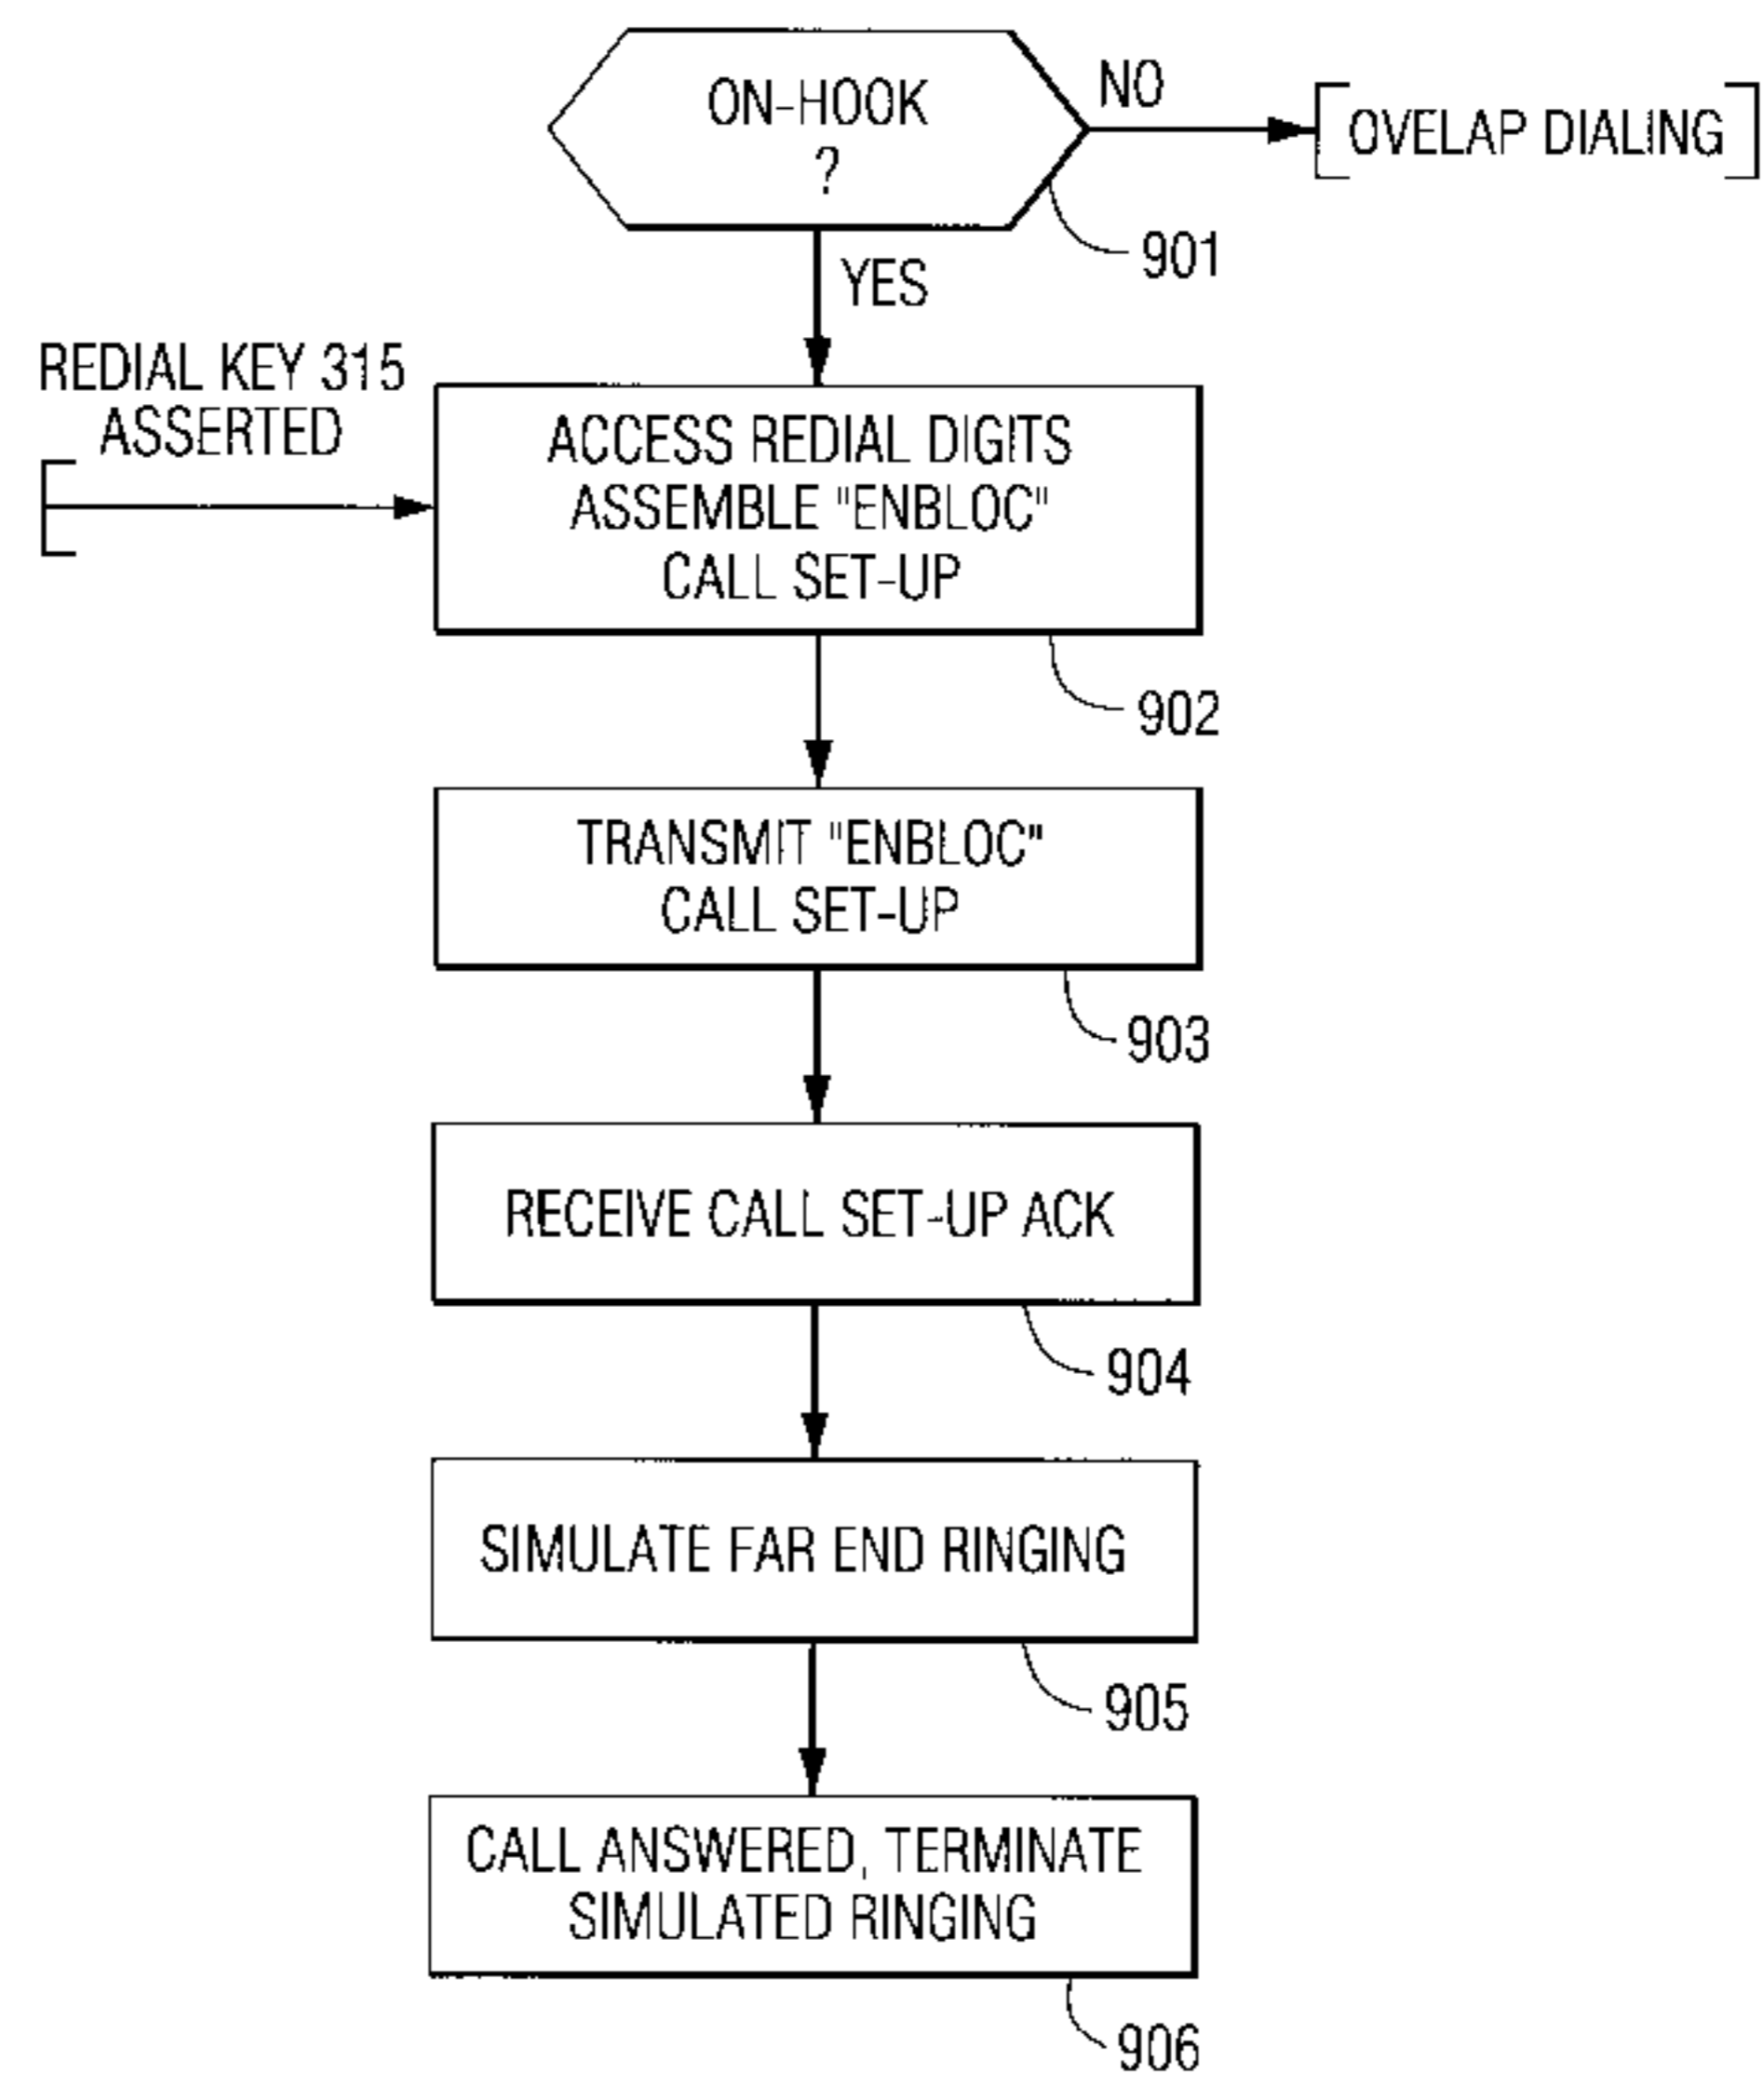 ON-HOOK
?
NO
[OVELAP DIALING]
901
YES
REDIAL KEY 315
ASSERTED
ACCESS REDIAL DIGITS
ASSEMBLE "ENBLOC"
CALL SET-UP
902
TRANSMIT "ENBLOC"
CALL SET-UP
903
RECEIVE CALL SET-UP ACK
904
SIMULATE FAR END RINGING
905
CALL ANSWERED, TERMINATE
SIMULATED RINGING
906